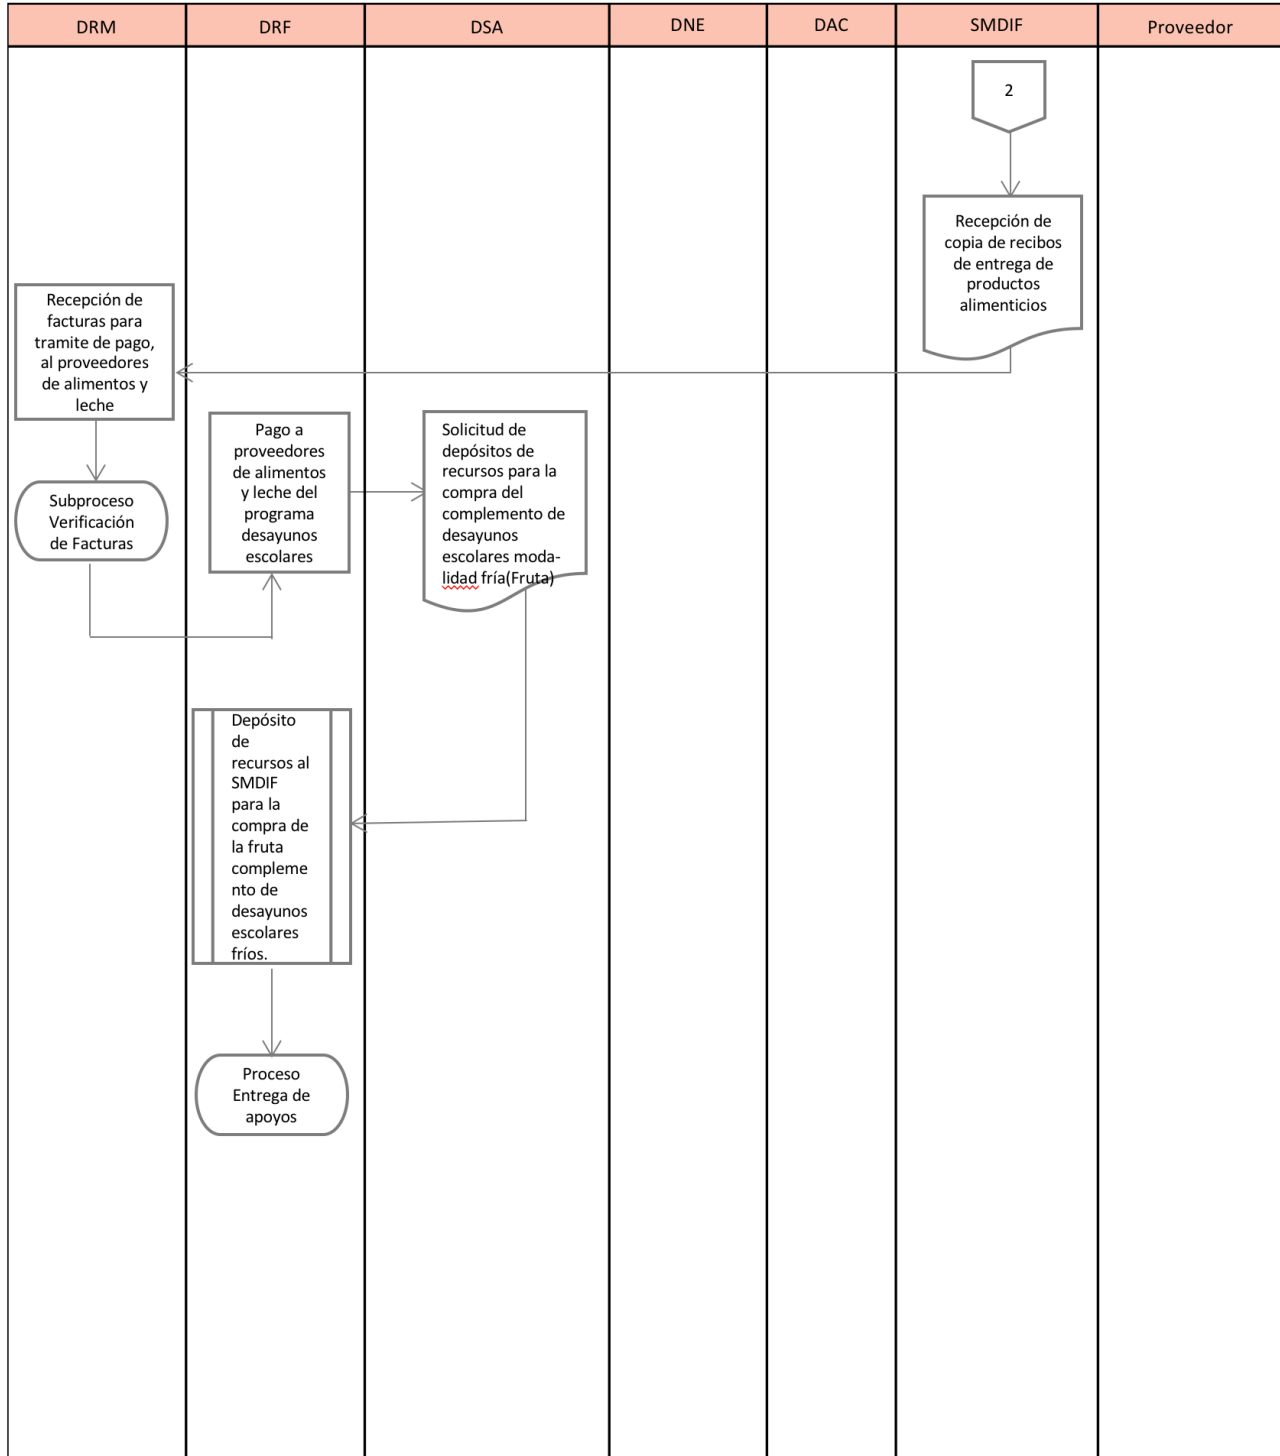 DRM
DRF
DSA
DNE
DAC
SMDIF
Proveedor
2
Recepción de
copia de recibos
de entrega de
productos
alimenticios
Recepción de
facturas para
tramite de pago,
al proveedores
de alimentos y
leche
Subproceso
Verificación
de Facturas
Pago a
proveedores
de alimentos
y leche del
programa
desayunos
escolares
Solicitud de
depósitos de
recursos para la
compra del
complemento de
desayunos
escolares moda-
lidad fría(Fruta)
Depósito
de
recursos al
SMDIF
para la
compra de
la fruta
compleme
nto de
desayunos
escolares
fríos.
Proceso
Entrega de
apoyos